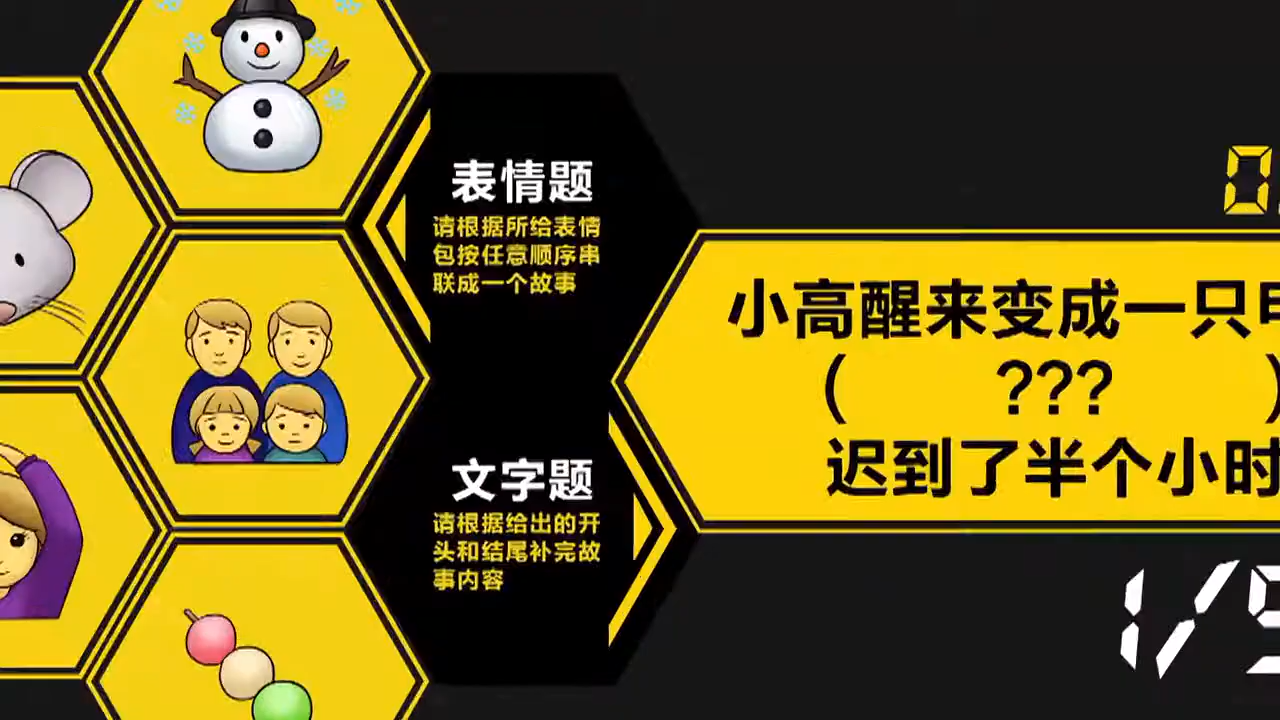 表情题
请根据所给表情
包按任意顺序串
联成一个故事
文字题
请根据给出的开
头和结尾补完故
事内容
小高醒来变成一只
( ??? )
迟到了半个小时
0
1/